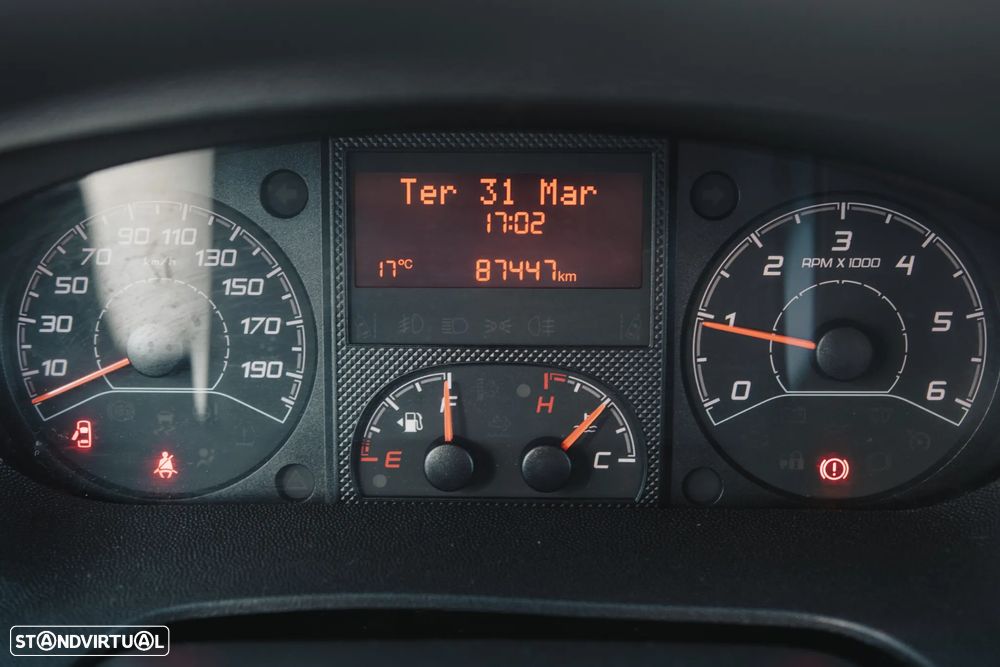 Ter 31 Mar
17:02
17°C 87447km
10 30 50 70 90 110 130 150 170 190
km/h
0 1 2 3 4 5 6
RPM X 1000
E F
H C
STANDVIRTUAL